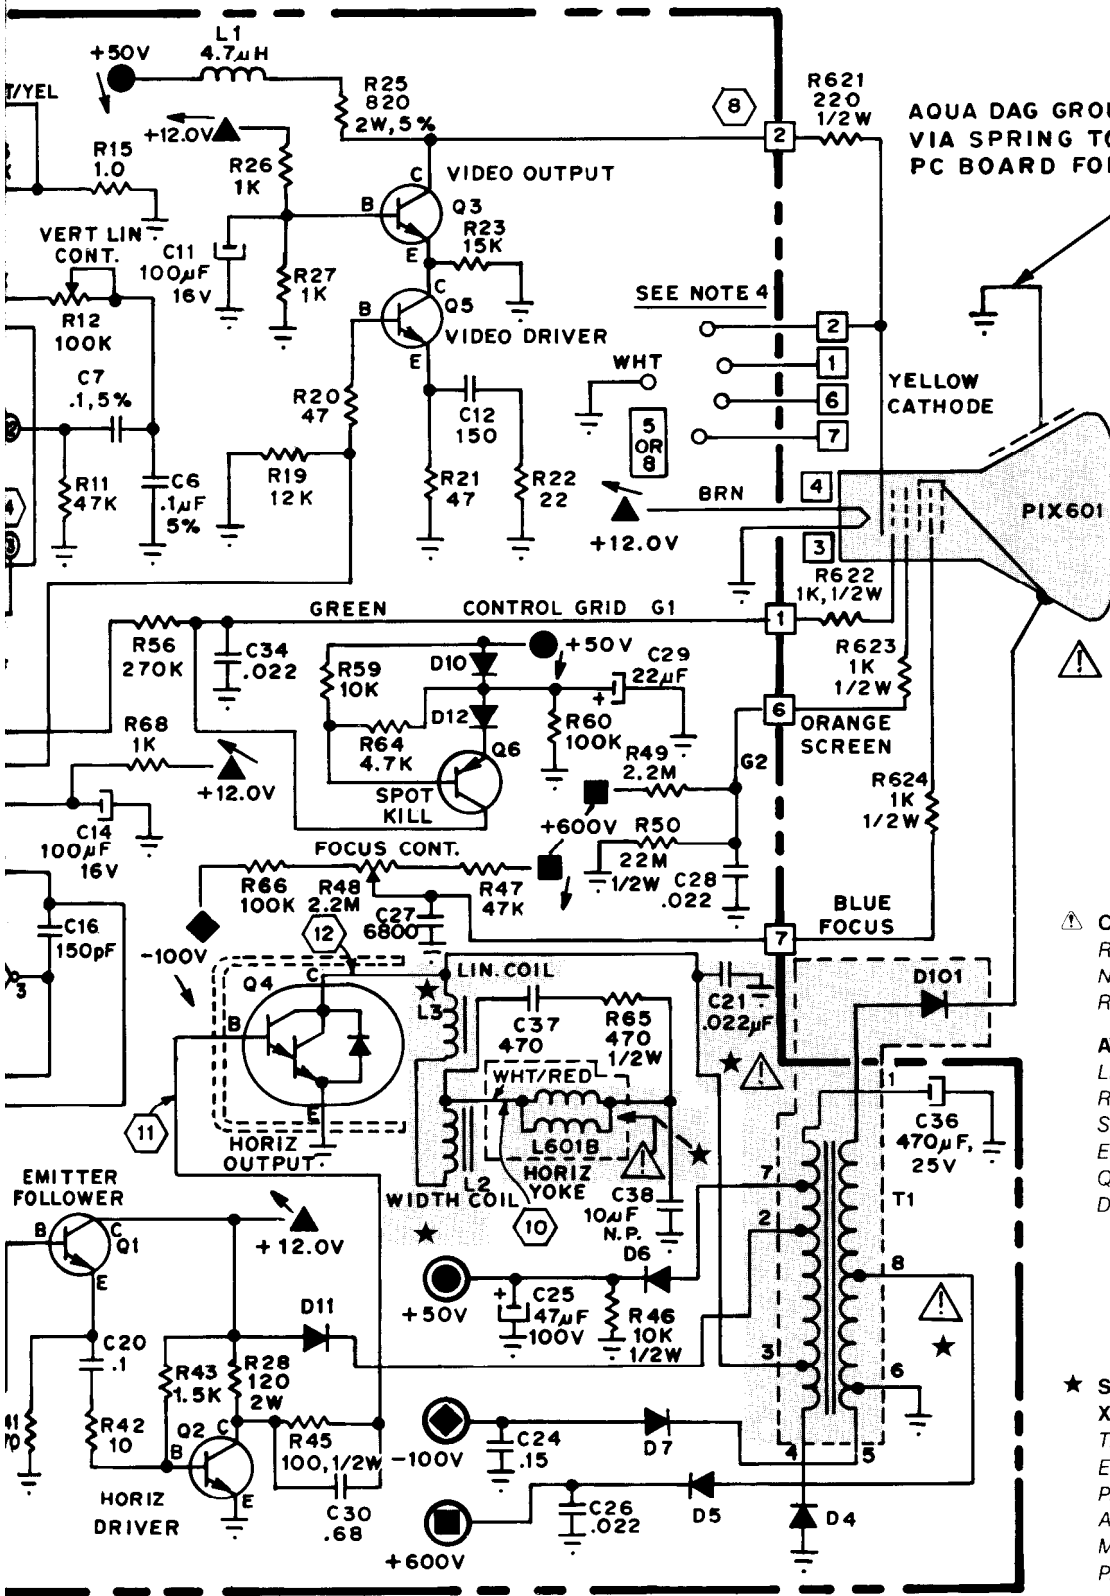 L1
4.7µH
+50V
T/YEL
R25
820
2W, 5%
R621
220
1/2W
8
2
AQUA DAG GROU
VIA SPRING TO
PC BOARD FO
+12.0V
R15
1.0
R26
1K
C
VIDEO OUTPUT
B
Q3
E
R23
15K
VERT LIN
CONT.
C11
100µF
16V
R27
1K
C
B
Q5
VIDEO DRIVER
E
SEE NOTE 4
2
1
6
7
R12
100K
WHT
5
OR
8
YELLOW
CATHODE
C7
.1, 5%
R20
47
C12
150
R11
47K
C6
.1µF
5%
R19
12K
R21
47
R22
22
BRN
4
3
+12.0V
PIX601
R622
1K, 1/2W
GREEN
CONTROL GRID G1
1
R56
270K
C34
.022
R59
10K
D10
+50V
C29
22µF
+
R623
1K
1/2W
D12
R60
100K
6
ORANGE
SCREEN
R68
1K
R64
4.7K
Q6
R49
2.2M
G2
+12.0V
SPOT
KILL
R624
1K
1/2W
C14
100µF
16V
+600V
R50
22M
1/2W
FOCUS CONT.
R66
100K
R48
2.2M
R47
47K
C28
.022
C27
6800
BLUE
FOCUS
7
C16
150pF
-100V
12
3
Q4
C
B
E
LIN. COIL
L3
C37
470
R65
470
1/2W
C21
.022µF
D101
WHT/RED
L601B
HORIZ
YOKE
1
C36
470µF,
25V
11
HORIZ
OUTPUT
L2
WIDTH COIL
10
C38
10µF
N.P.
7
2
T1
EMITTER
FOLLOWER
B
C
Q1
E
+12.0V
D6
+50V
+
C25
47µF
100V
R46
10K
1/2W
8
3
6
D11
C20
.1
R43
1.5K
R28
120
2W
R42
10
Q2
C
B
E
R45
100, 1/2W
-100V
C24
.15
D7
4
5
C30
.68
HORIZ
DRIVER
+600V
C26
.022
D5
D4
C
R
N
R
A
L
R
S
E
Q
D
S
X
T
E
P
A
M
P